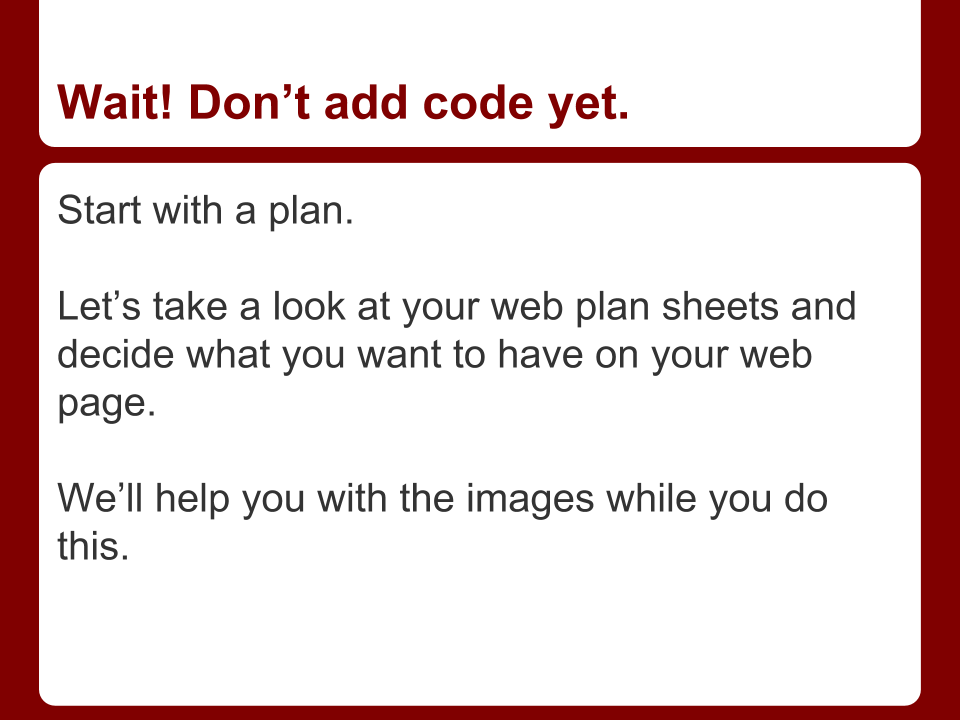 Wait! Don’t add code yet.
Start with a plan.
Let’s take a look at your web plan sheets and
decide what you want to have on your web
page.
We’ll help you with the images while you do
this.